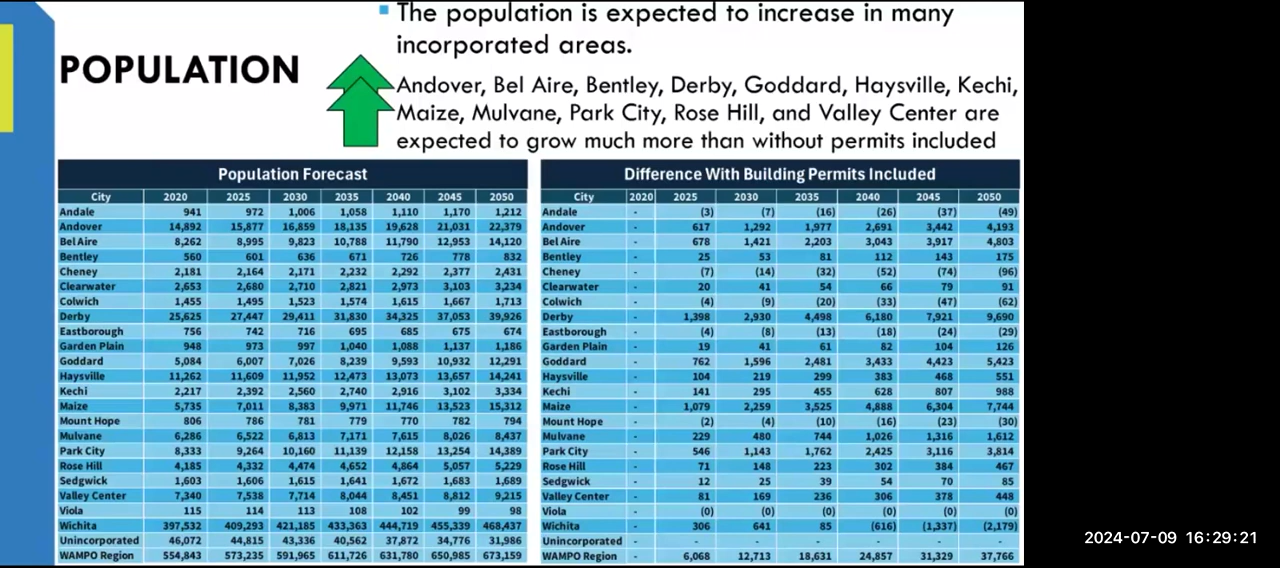 ▪ The population is expected to increase in many
incorporated areas.
POPULATION
Andover, Bel Aire, Bentley, Derby, Goddard, Haysville, Kechi,
Maize, Mulvane, Park City, Rose Hill, and Valley Center are
expected to grow much more than without permits included
Population Forecast
City 2020 2025 2030 2035 2040 2045 2050
Andale 941 972 1,006 1,058 1,110 1,170 1,212
Andover 14,892 15,877 16,859 18,135 19,628 21,031 22,379
Bel Aire 8,262 8,995 9,823 10,788 11,790 12,953 14,120
Bentley 560 601 636 671 726 778 832
Cheney 2,181 2,164 2,171 2,232 2,292 2,377 2,431
Clearwater 2,653 2,680 2,710 2,821 2,973 3,103 3,234
Colwich 1,455 1,495 1,523 1,574 1,615 1,667 1,713
Derby 25,625 27,447 29,411 31,830 34,325 37,053 39,926
Eastborough 756 742 716 695 685 675 674
Garden Plain 948 973 997 1,040 1,088 1,137 1,186
Goddard 5,084 6,007 7,026 8,239 9,593 10,932 12,291
Haysville 11,262 11,609 11,952 12,473 13,073 13,657 14,241
Kechi 2,217 2,392 2,560 2,740 2,916 3,102 3,334
Maize 5,735 7,011 8,383 9,971 11,746 13,523 15,312
Mount Hope 806 786 781 779 770 782 794
Mulvane 6,286 6,522 6,813 7,171 7,615 8,026 8,437
Park City 8,333 9,264 10,160 11,139 12,158 13,254 14,389
Rose Hill 4,185 4,332 4,474 4,652 4,864 5,057 5,229
Sedgwick 1,603 1,606 1,615 1,641 1,672 1,683 1,689
Valley Center 7,340 7,538 7,714 8,044 8,451 8,812 9,215
Viola 115 114 113 108 102 99 98
Wichita 397,532 409,293 421,185 433,363 444,719 455,339 468,437
Unincorporated 46,072 44,815 43,336 40,562 37,872 34,776 31,986
WAMPO Region 554,843 573,235 591,965 611,726 631,780 650,985 673,159
Difference With Building Permits Included
City 2020 2025 2030 2035 2040 2045 2050
Andale - (3) (7) (16) (26) (37) (49)
Andover - 617 1,292 1,977 2,691 3,442 4,193
Bel Aire - 678 1,421 2,203 3,043 3,917 4,803
Bentley - 25 53 81 112 143 175
Cheney - (7) (14) (32) (52) (74) (96)
Clearwater - 20 41 54 66 79 91
Colwich - (4) (9) (20) (33) (47) (62)
Derby - 1,398 2,930 4,498 6,180 7,921 9,690
Eastborough - (4) (8) (13) (18) (24) (29)
Garden Plain - 19 41 61 82 104 126
Goddard - 762 1,596 2,481 3,433 4,423 5,423
Haysville - 104 219 299 383 468 551
Kechi - 141 295 455 628 807 988
Maize - 1,079 2,259 3,525 4,888 6,304 7,744
Mount Hope - (2) (4) (10) (16) (23) (30)
Mulvane - 229 480 744 1,026 1,316 1,612
Park City - 546 1,143 1,762 2,425 3,116 3,814
Rose Hill - 71 148 223 302 384 467
Sedgwick - 12 25 39 54 70 85
Valley Center - 81 169 236 306 378 448
Viola - (0) (0) (0) (0) (0) (0)
Wichita - 306 641 85 (616) (1,337) (2,179)
Unincorporated - - - - - - -
WAMPO Region - 6,068 12,713 18,631 24,857 31,329 37,766
2024-07-09 16:29:21